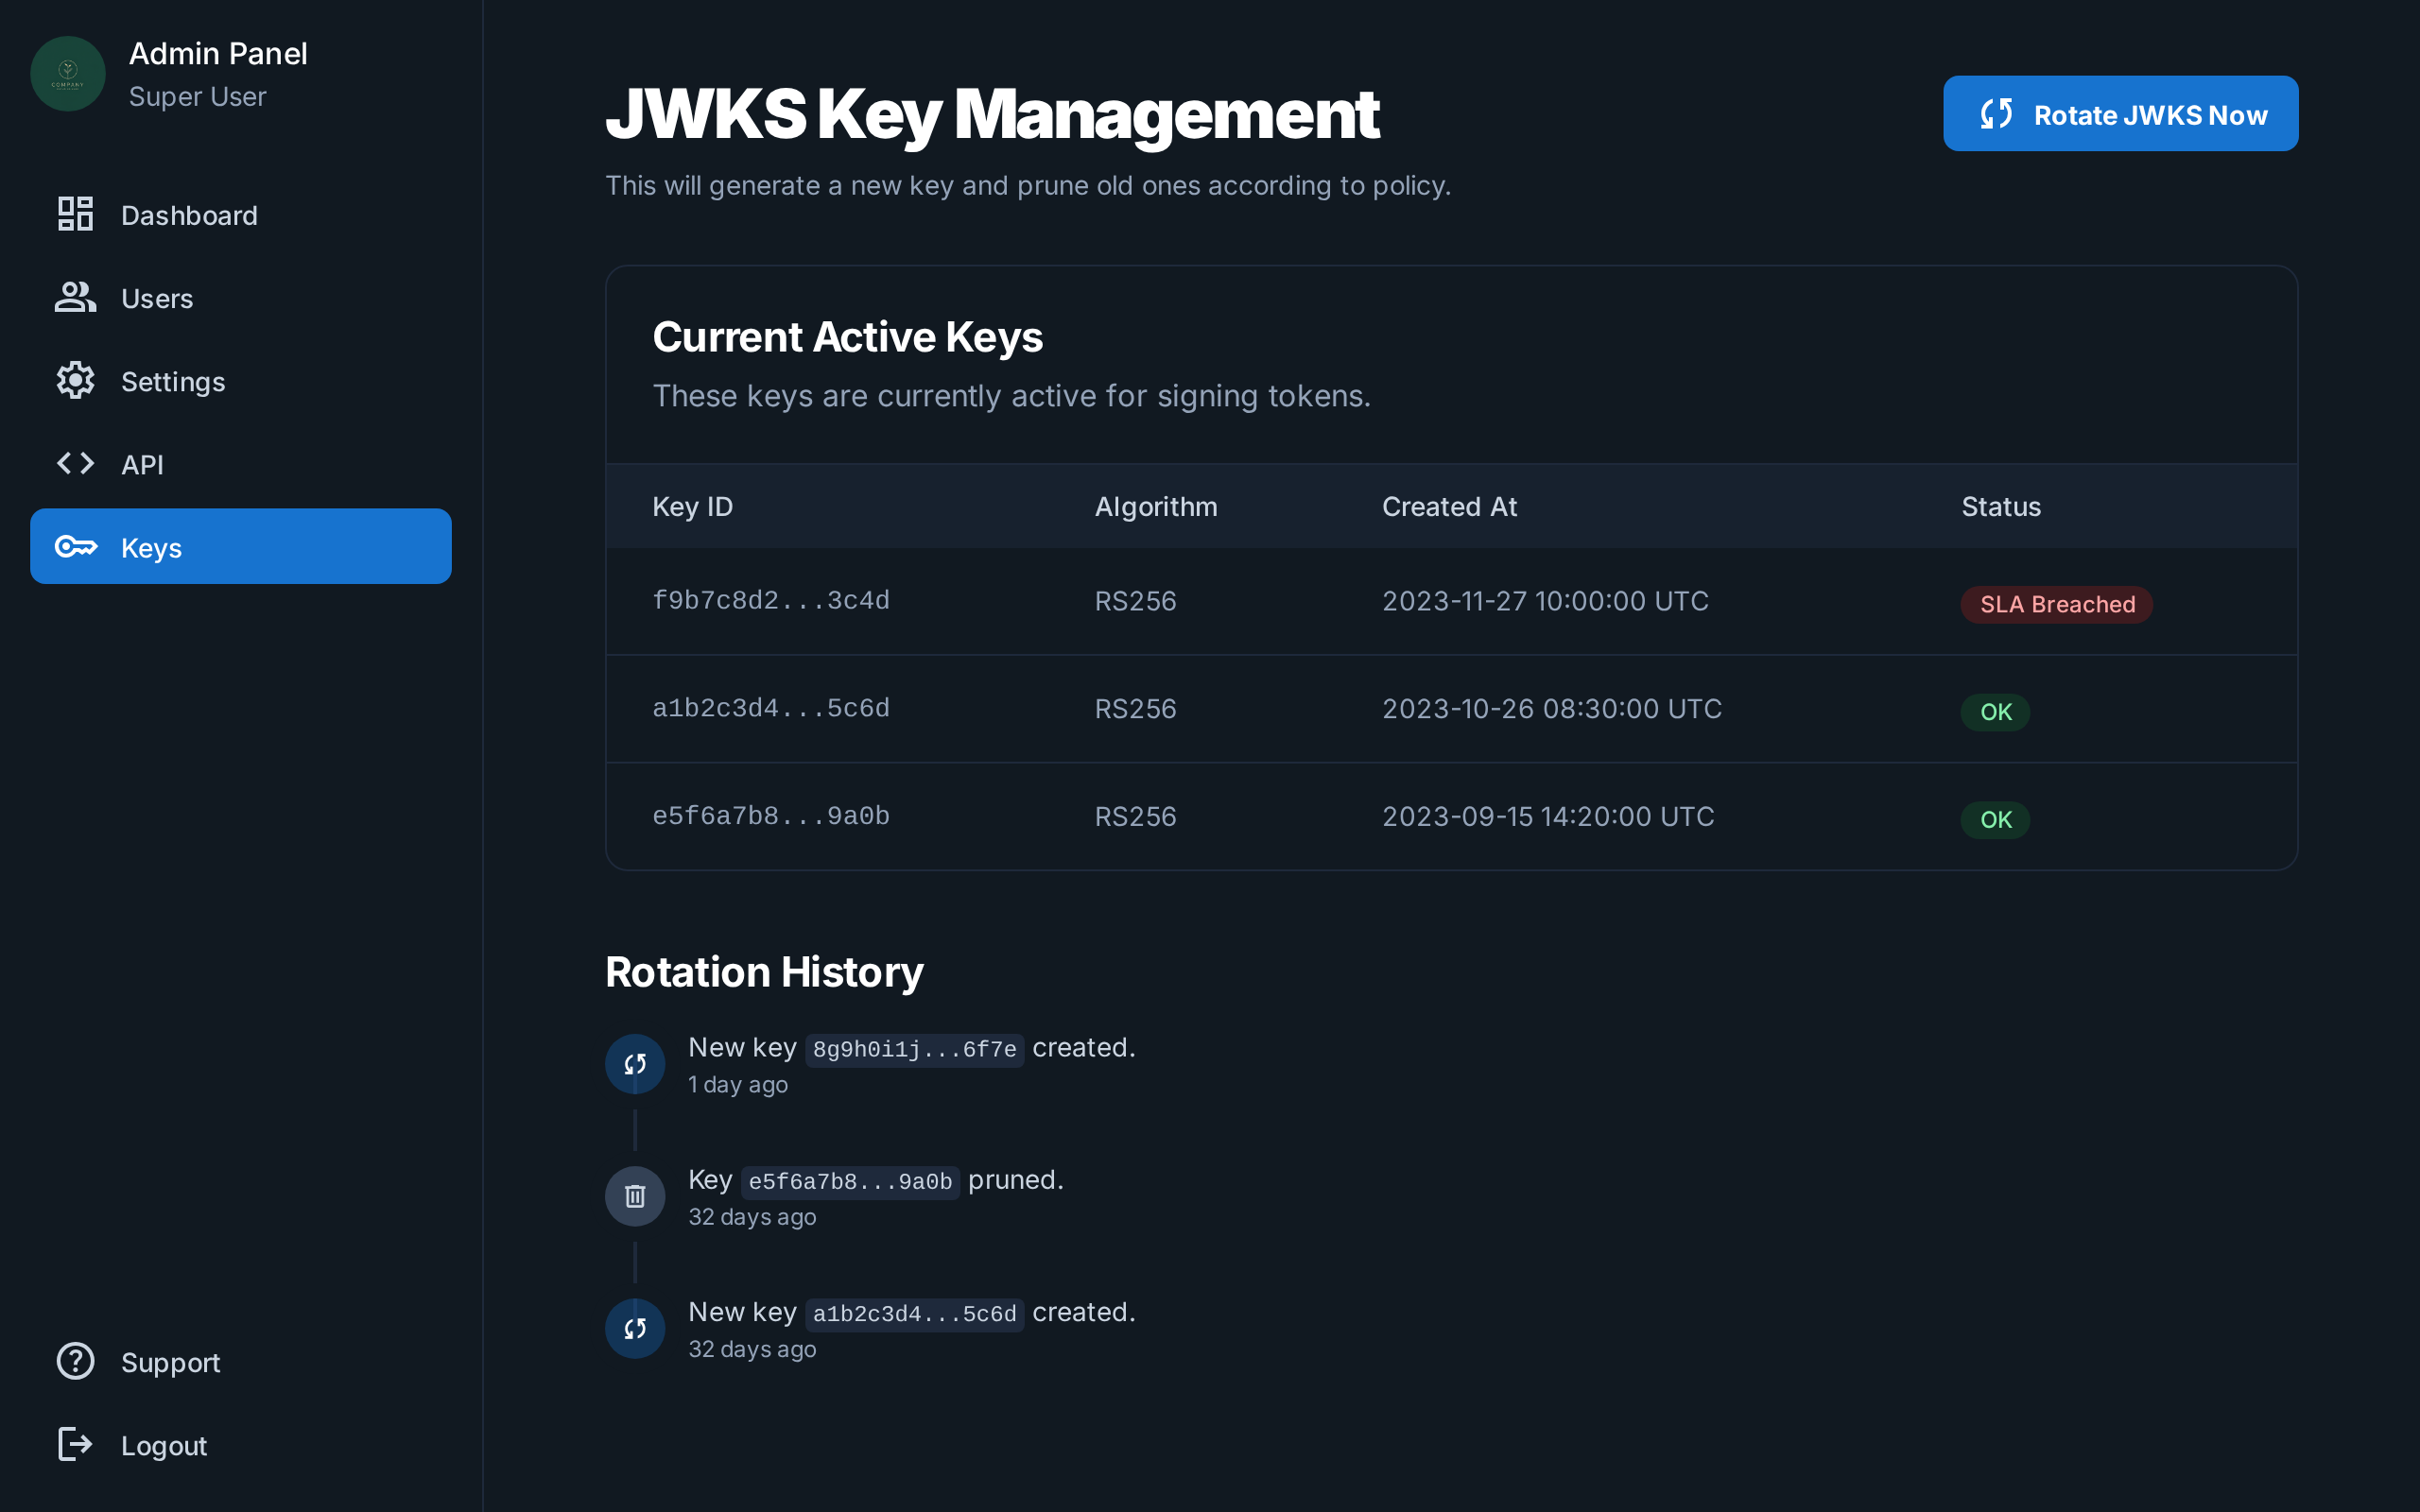 Admin Panel
Super User
COMPANY
Dashboard
Users
Settings
API
Keys
Support
Logout
JWKS Key Management
This will generate a new key and prune old ones according to policy.
Rotate JWKS Now
Current Active Keys
These keys are currently active for signing tokens.
Key ID Algorithm Created At Status
f9b7c8d2...3c4d RS256 2023-11-27 10:00:00 UTC SLA Breached
a1b2c3d4...5c6d RS256 2023-10-26 08:30:00 UTC OK
e5f6a7b8...9a0b RS256 2023-09-15 14:20:00 UTC OK
Rotation History
New key 8g9h0i1j...6f7e created.
1 day ago
Key e5f6a7b8...9a0b pruned.
32 days ago
New key a1b2c3d4...5c6d created.
32 days ago